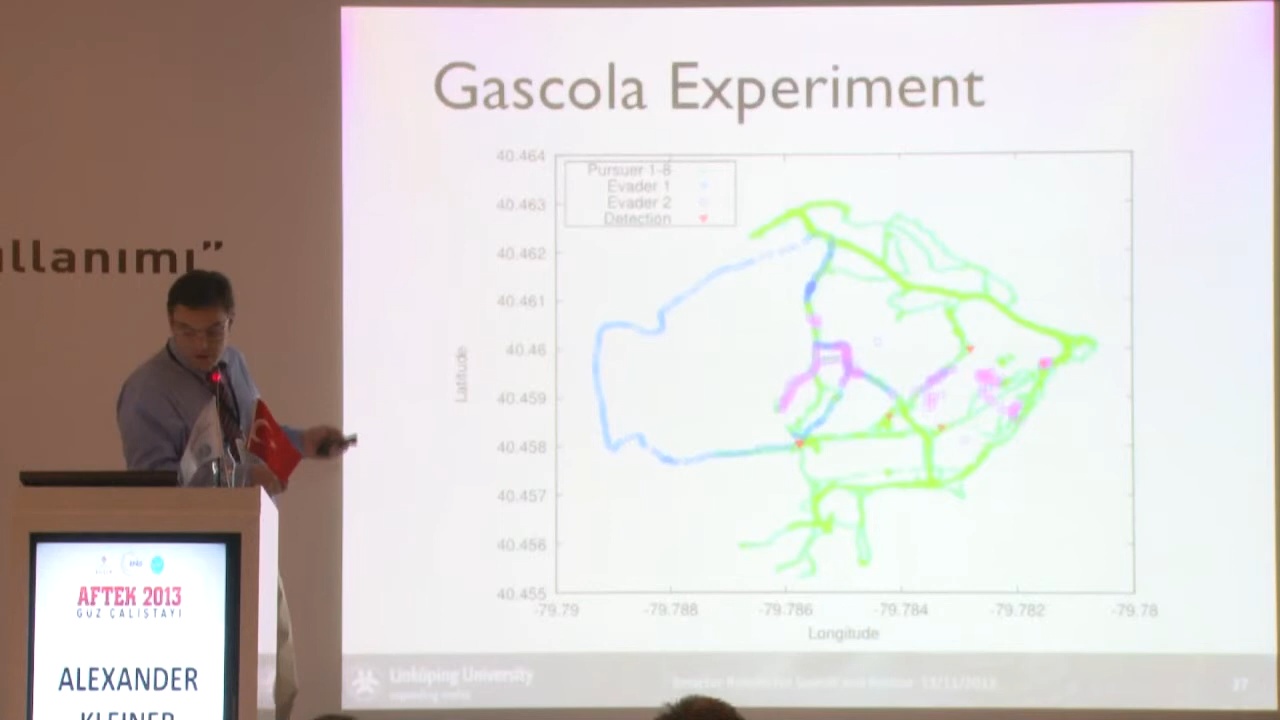 Gascola Experiment
40.464
40.463
40.462
40.461
40.46
40.459
40.458
40.457
40.456
40.455
Pursuer 1-8
Evader 1
Evader 2
Detection
Latitude
-79.79 -79.788 -79.786 -79.784 -79.782 -79.78
Longitude
Linköping University
37
ullanımı”
AFTEK 2013
GÜZ ÇALIŞTAYI
ALEXANDER
KLEINER